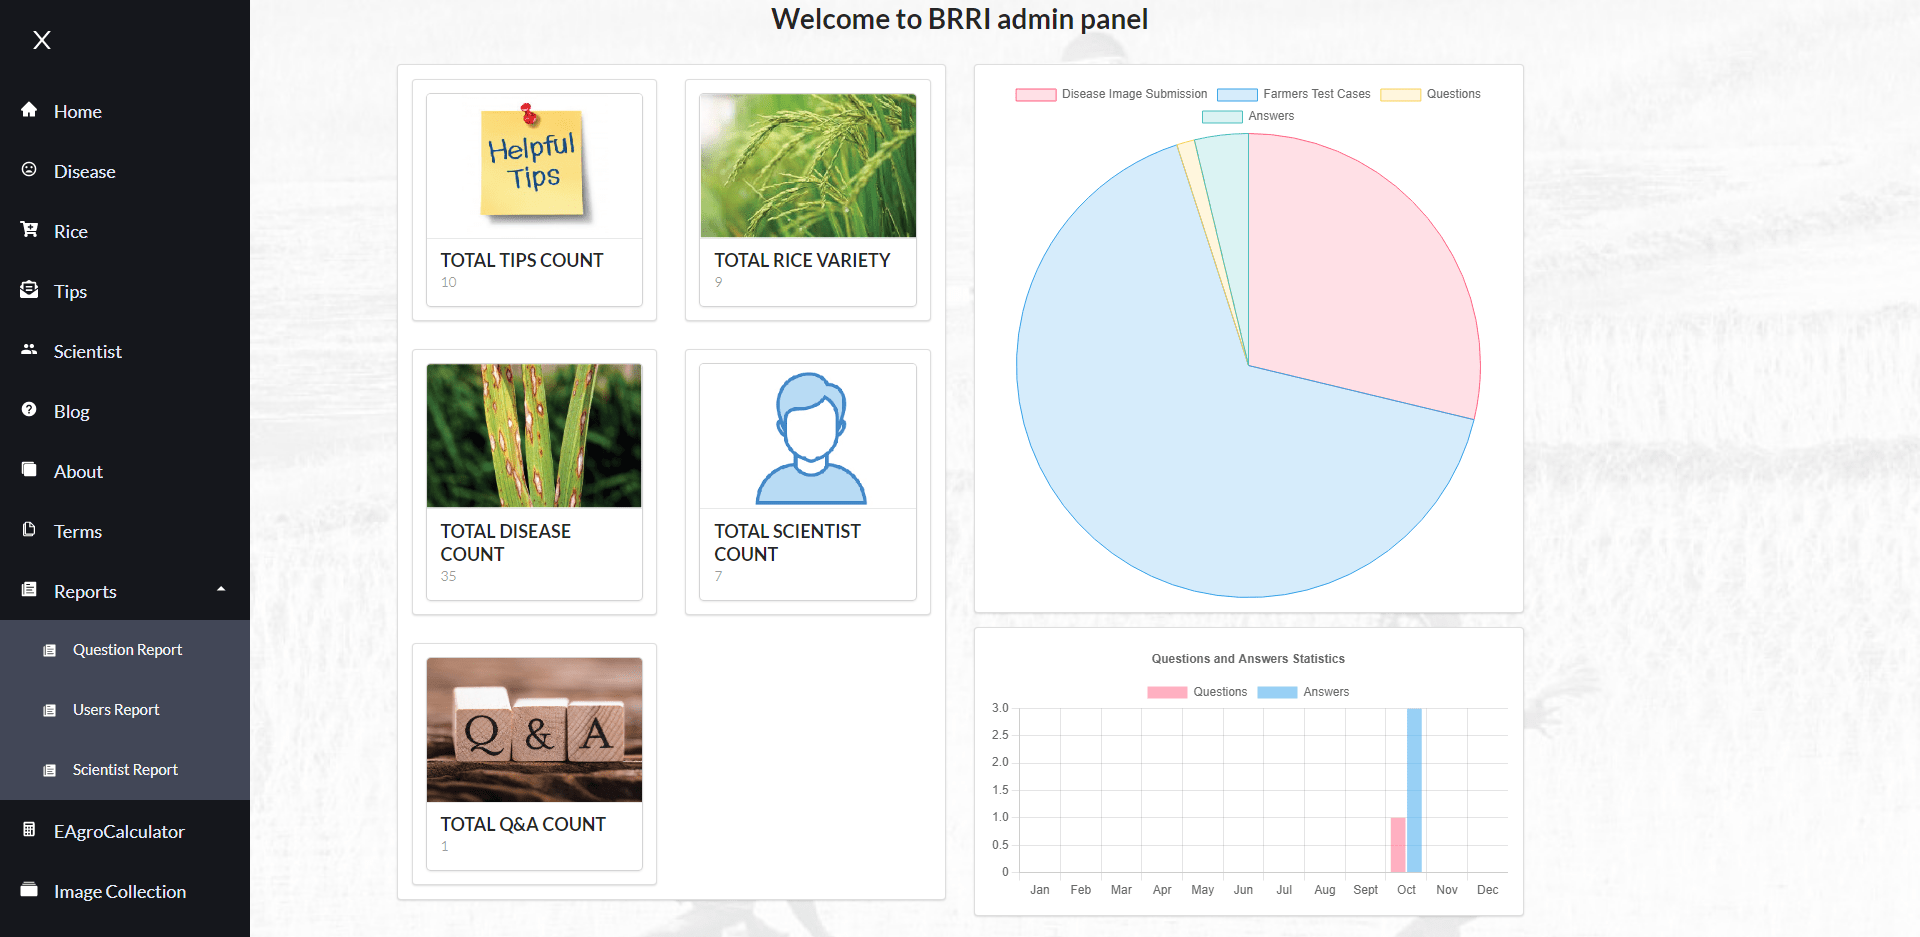 X
Home
Disease
Rice
Tips
Scientist
Blog
About
Terms
Reports
Question Report
Users Report
Scientist Report
EAgroCalculator
Image Collection
Welcome to BRRI admin panel
Helpful
Tips
TOTAL TIPS COUNT
10
TOTAL RICE VARIETY
9
TOTAL DISEASE
COUNT
35
TOTAL SCIENTIST
COUNT
7
Q & A
TOTAL Q&A COUNT
1
Disease Image Submission Farmers Test Cases Questions
Answers
Questions and Answers Statistics
Questions Answers
3.0
2.5
2.0
1.5
1.0
0.5
0
Jan Feb Mar Apr May Jun Jul Aug Sept Oct Nov Dec